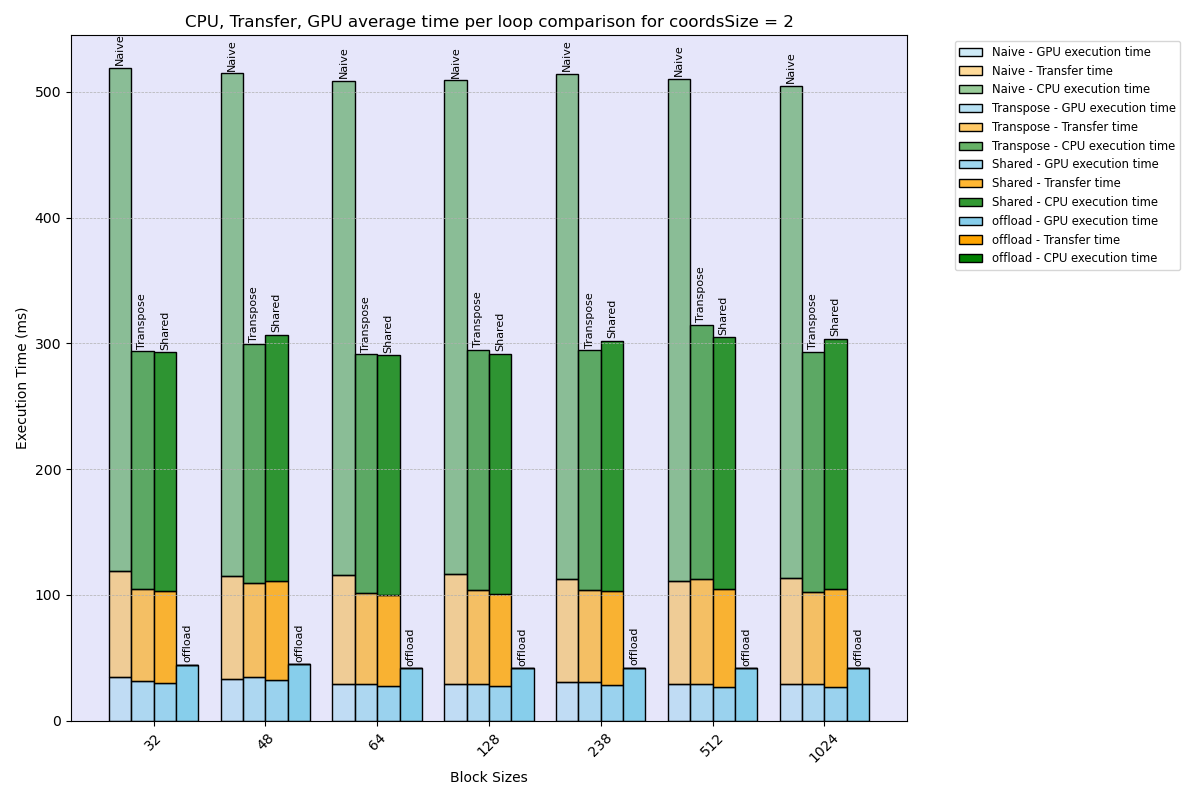 CPU, Transfer, GPU average time per loop comparison for coordsSize = 2
Execution Time (ms)
500
400
300
200
100
0
Naive
Transpose
Shared
offload
Naive
Transpose
Shared
offload
Naive
Transpose
Shared
offload
Naive
Transpose
Shared
offload
Naive
Transpose
Shared
offload
Naive
Transpose
Shared
offload
Naive
Transpose
Shared
offload
32
48
64
128
238
512
1024
Block Sizes
Naive - GPU execution time
Naive - Transfer time
Naive - CPU execution time
Transpose - GPU execution time
Transpose - Transfer time
Transpose - CPU execution time
Shared - GPU execution time
Shared - Transfer time
Shared - CPU execution time
offload - GPU execution time
offload - Transfer time
offload - CPU execution time